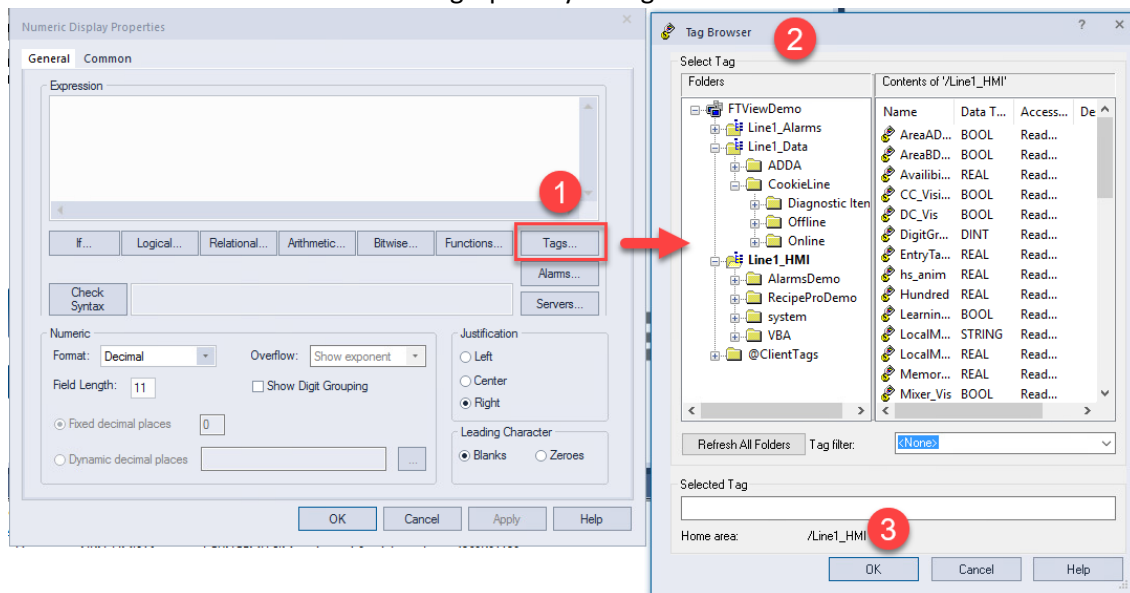 Numeric Display Properties
General Common
Expression
1
If... Logical... Relational... Arithmetic... Bitwise... Functions... Tags...
Alarms...
Check Syntax
Servers...
Numeric
Format: Decimal Overflow: Show exponent
Field Length: 11 Show Digit Grouping
Fixed decimal places 0
Dynamic decimal places ...
Justification
Left
Center
Right
Leading Character
Blanks Zeroes
OK Cancel Apply Help
Tag Browser
2
Select Tag
Folders
FTViewDemo
Line1_Alarms
Line1_Data
ADDA
CookieLine
Diagnostic Iten
Offline
Online
Line1_HMI
AlarmsDemo
RecipeProDemo
system
VBA
@ClientTags
Contents of '/Line1_HMI'
Name Data T... Access... De
AreaAD... BOOL Read...
AreaBD... BOOL Read...
Availibi... REAL Read...
CC_Visi... BOOL Read...
DC_Vis BOOL Read...
DigitGr... DINT Read...
EntryTa... REAL Read...
hs_anim REAL Read...
Hundred REAL Read...
Learnin... BOOL Read...
LocalM... STRING Read...
LocalM... REAL Read...
Memor... REAL Read...
Mixer_Vis BOOL Read...
Refresh All Folders Tag filter: <None>
Selected Tag
Home area: /Line1_HMI
3
OK Cancel Help